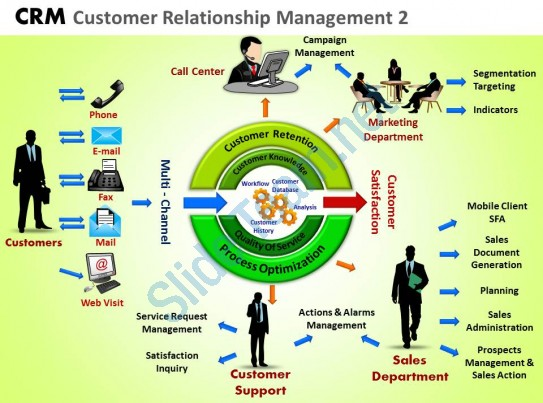 CRM Customer Relationship Management 2
Campaign
Management
Call Center
Segmentation
Targeting
Indicators
Marketing
Department
Phone
E-mail
Fax
Mail
Web Visit
Customers
Multi - Channel
Customer Retention
Customer Knowledge
Workflow
Customer
Database
Analysis
Customer
History
Quality Of Service
Process Optimization
Customer
Satisfaction
Mobile Client
SFA
Sales
Document
Generation
Planning
Sales
Administration
Prospects
Management &
Sales Action
Service Request
Management
Satisfaction
Inquiry
Customer
Support
Actions & Alarms
Management
Sales
Department